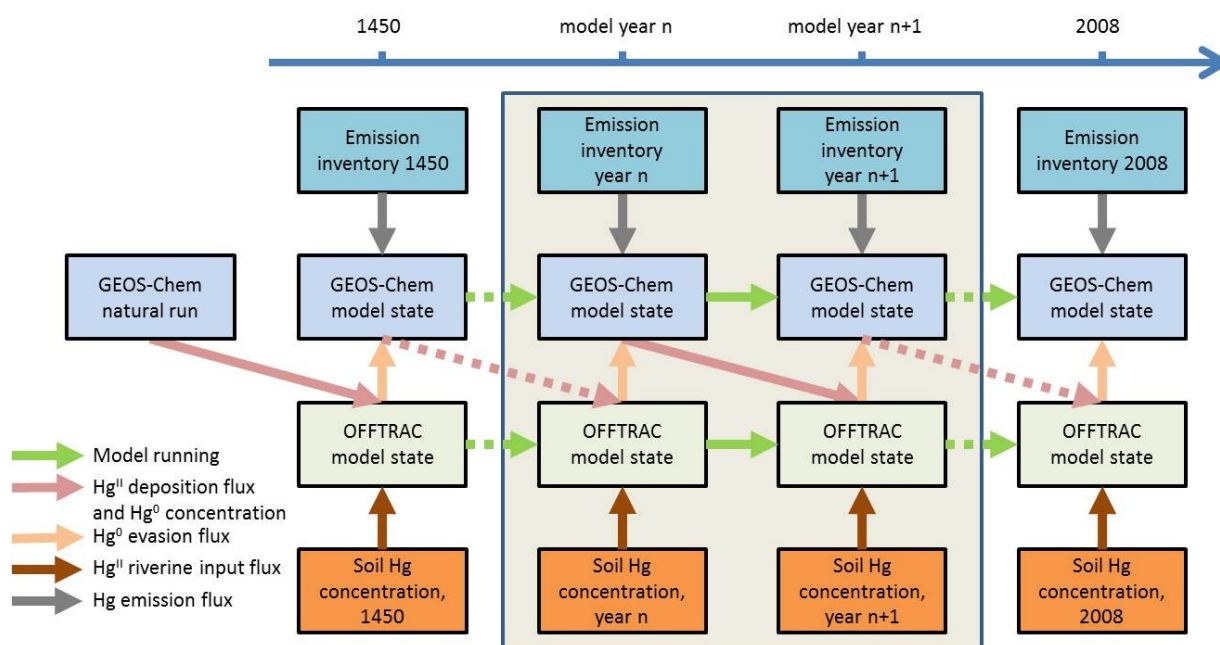 1450
model year n
model year n+1
2008
Emission
inventory 1450
Emission
inventory
year n
Emission
inventory
year n+1
Emission
inventory 2008
GEOS-Chem
natural run
GEOS-Chem
model state
GEOS-Chem
model state
GEOS-Chem
model state
GEOS-Chem
model state
OFFTRAC
model state
OFFTRAC
model state
OFFTRAC
model state
OFFTRAC
model state
Model running
Hgᴵᴵ deposition flux
and Hg⁰ concentration
Hg⁰ evasion flux
Hgᴵᴵ riverine input flux
Hg emission flux
Soil Hg
concentration,
1450
Soil Hg
concentration,
year n
Soil Hg
concentration,
year n+1
Soil Hg
concentration,
2008